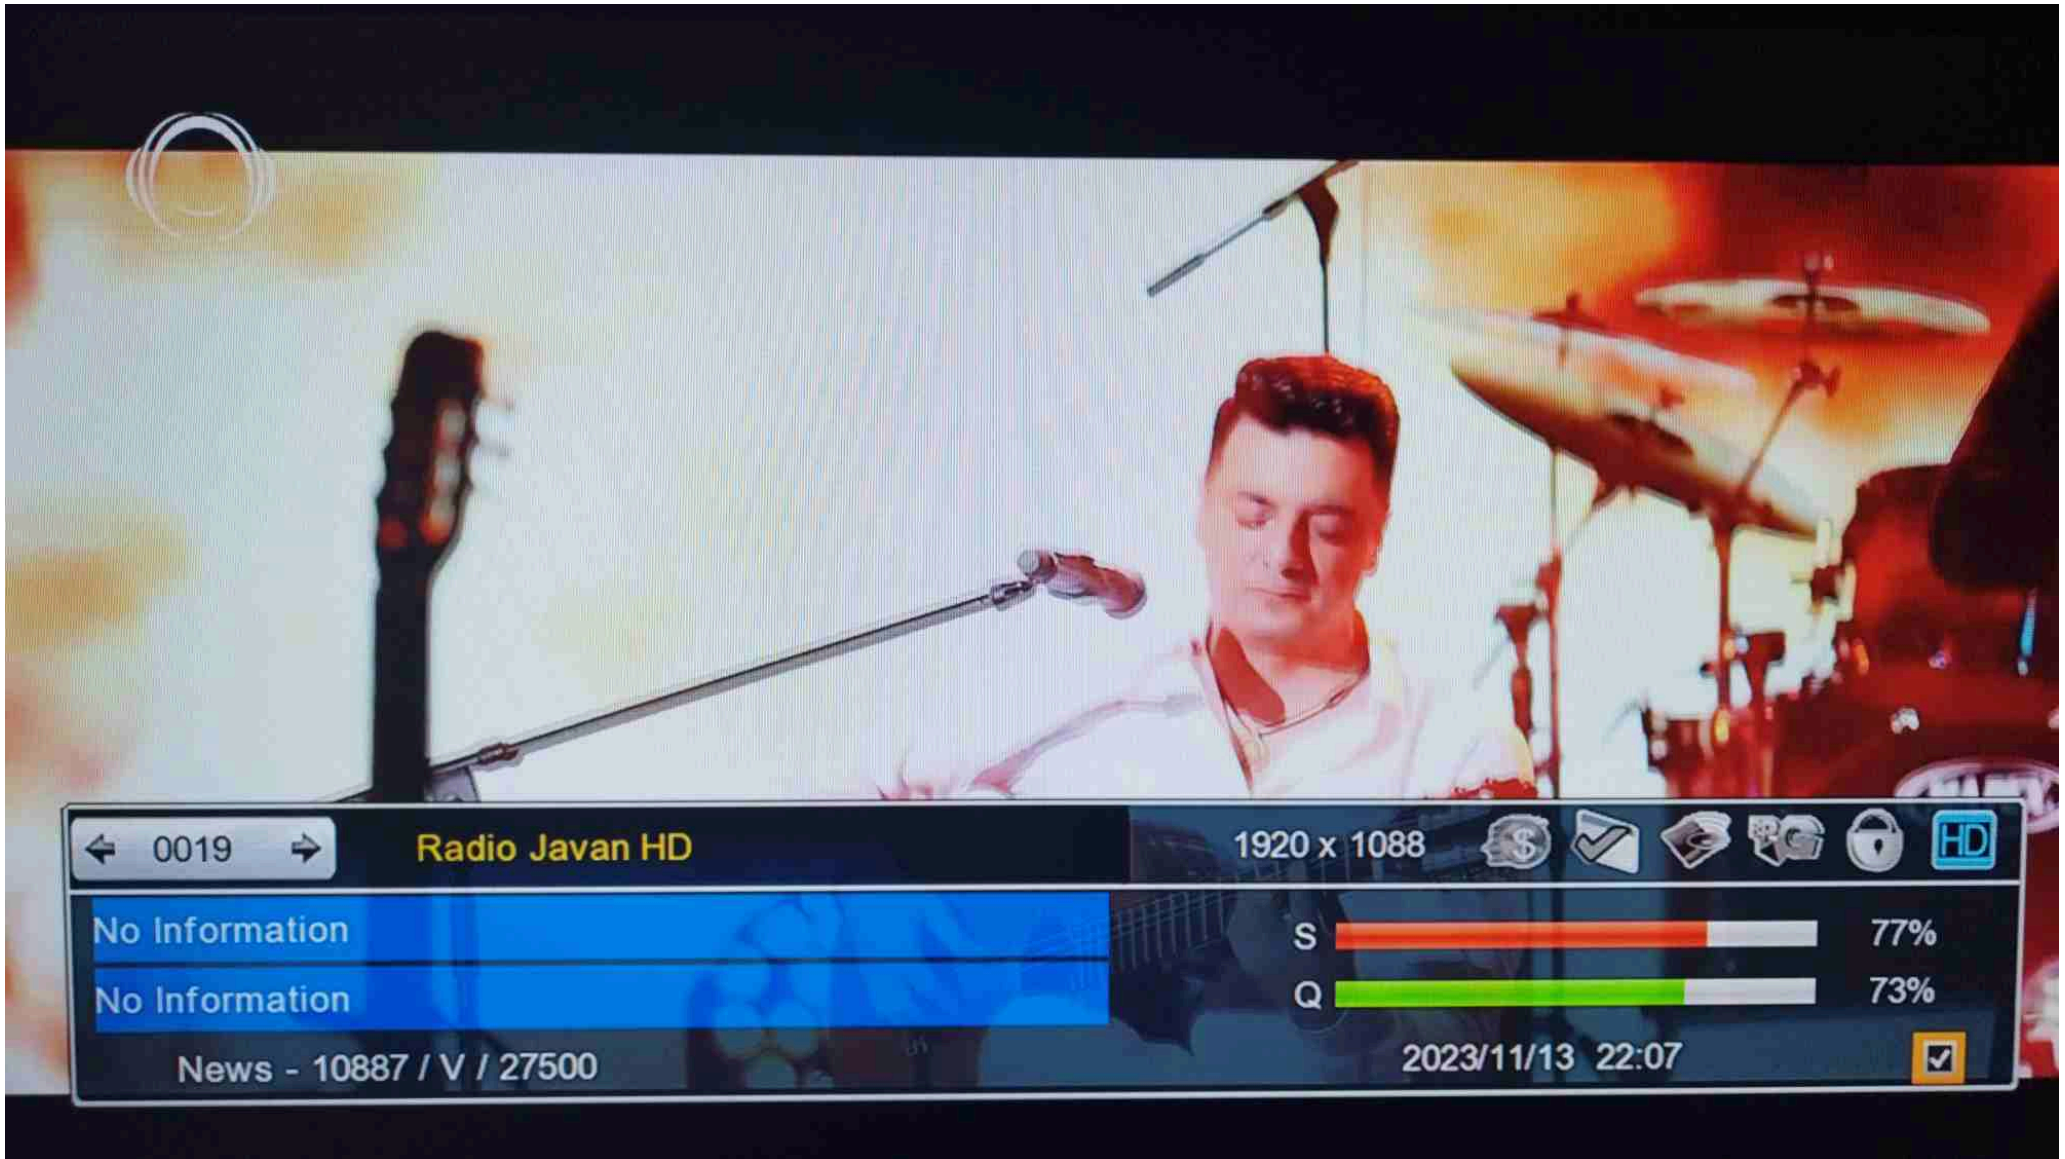 0019 Radio Javan HD 1920 x 1088 HD
No Information
S 77%
No Information
Q 73%
News - 10887 / V / 27500 2023/11/13 22:07